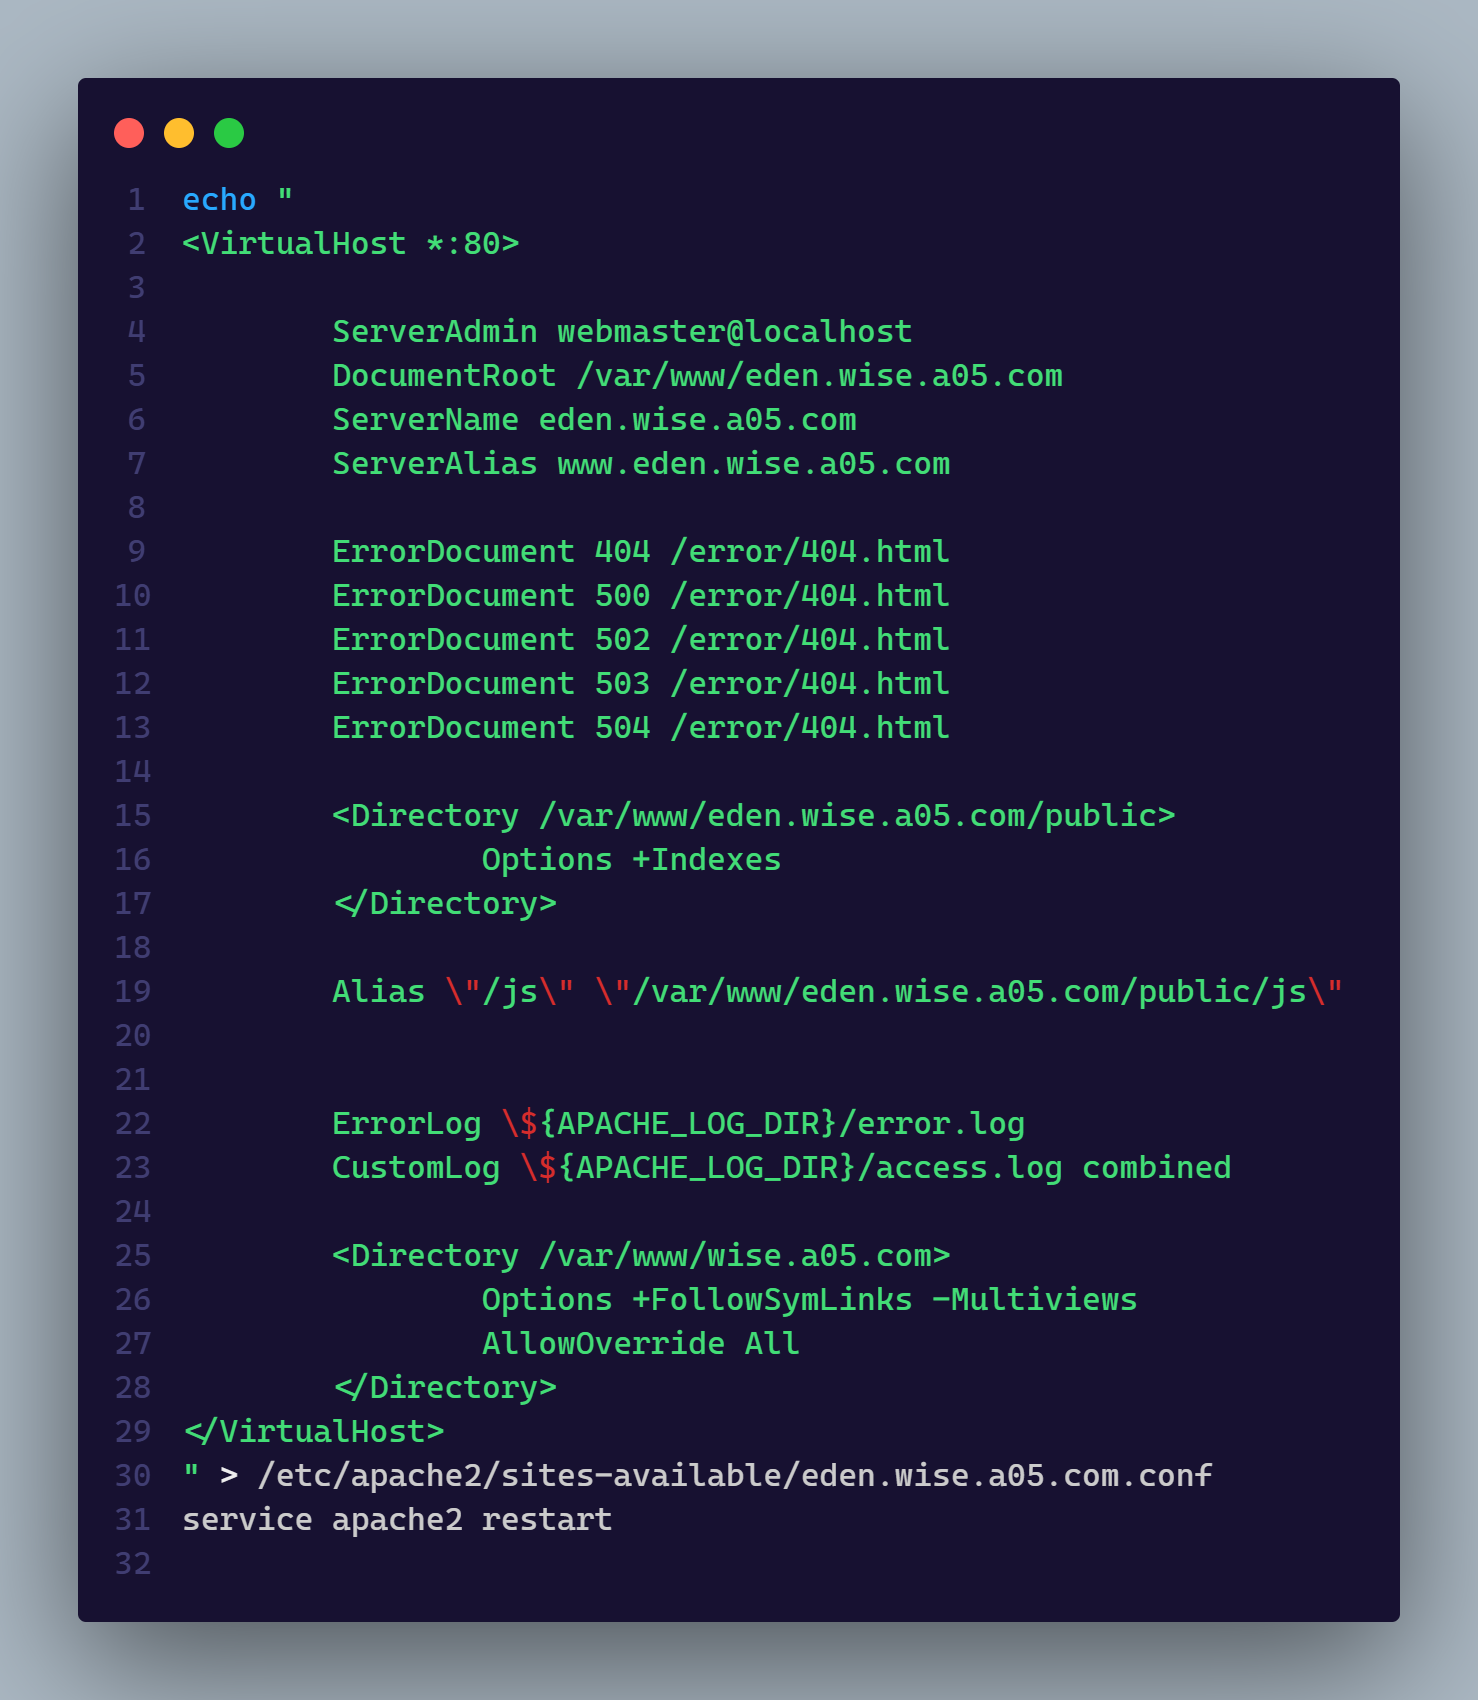 1 echo "
2 <VirtualHost *:80>
3
4         ServerAdmin webmaster@localhost
5         DocumentRoot /var/www/eden.wise.a05.com
6         ServerName eden.wise.a05.com
7         ServerAlias www.eden.wise.a05.com
8
9         ErrorDocument 404 /error/404.html
10         ErrorDocument 500 /error/404.html
11         ErrorDocument 502 /error/404.html
12         ErrorDocument 503 /error/404.html
13         ErrorDocument 504 /error/404.html
14
15         <Directory /var/www/eden.wise.a05.com/public>
16                 Options +Indexes
17         </Directory>
18
19         Alias \"/js\" \"/var/www/eden.wise.a05.com/public/js\"
20
21
22         ErrorLog \${APACHE_LOG_DIR}/error.log
23         CustomLog \${APACHE_LOG_DIR}/access.log combined
24
25         <Directory /var/www/wise.a05.com>
26                 Options +FollowSymLinks -Multiviews
27                 AllowOverride All
28         </Directory>
29 </VirtualHost>
30 " > /etc/apache2/sites-available/eden.wise.a05.com.conf
31 service apache2 restart
32